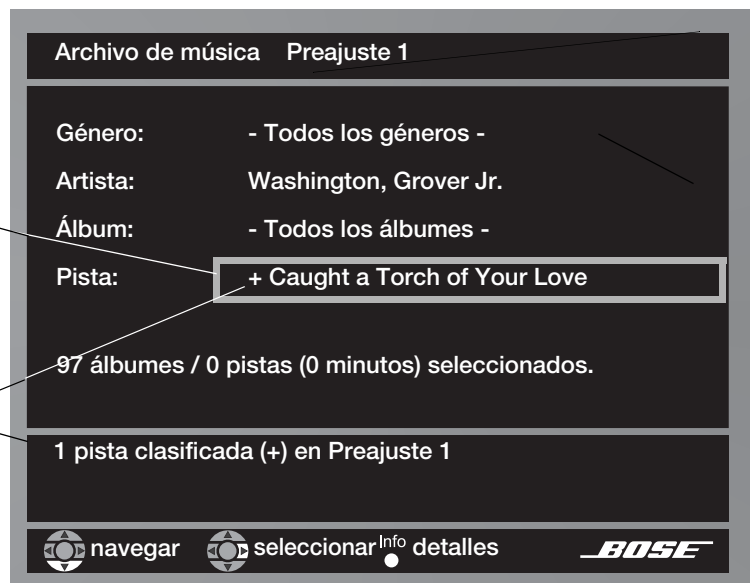 Archivo de música Preajuste 1
Género: - Todos los géneros -
Artista: Washington, Grover Jr.
Álbum: - Todos los álbumes -
Pista: + Caught a Torch of Your Love
97 álbumes / 0 pistas (0 minutos) seleccionados.
1 pista clasificada (+) en Preajuste 1
navegar seleccionar Info detalles BOSE